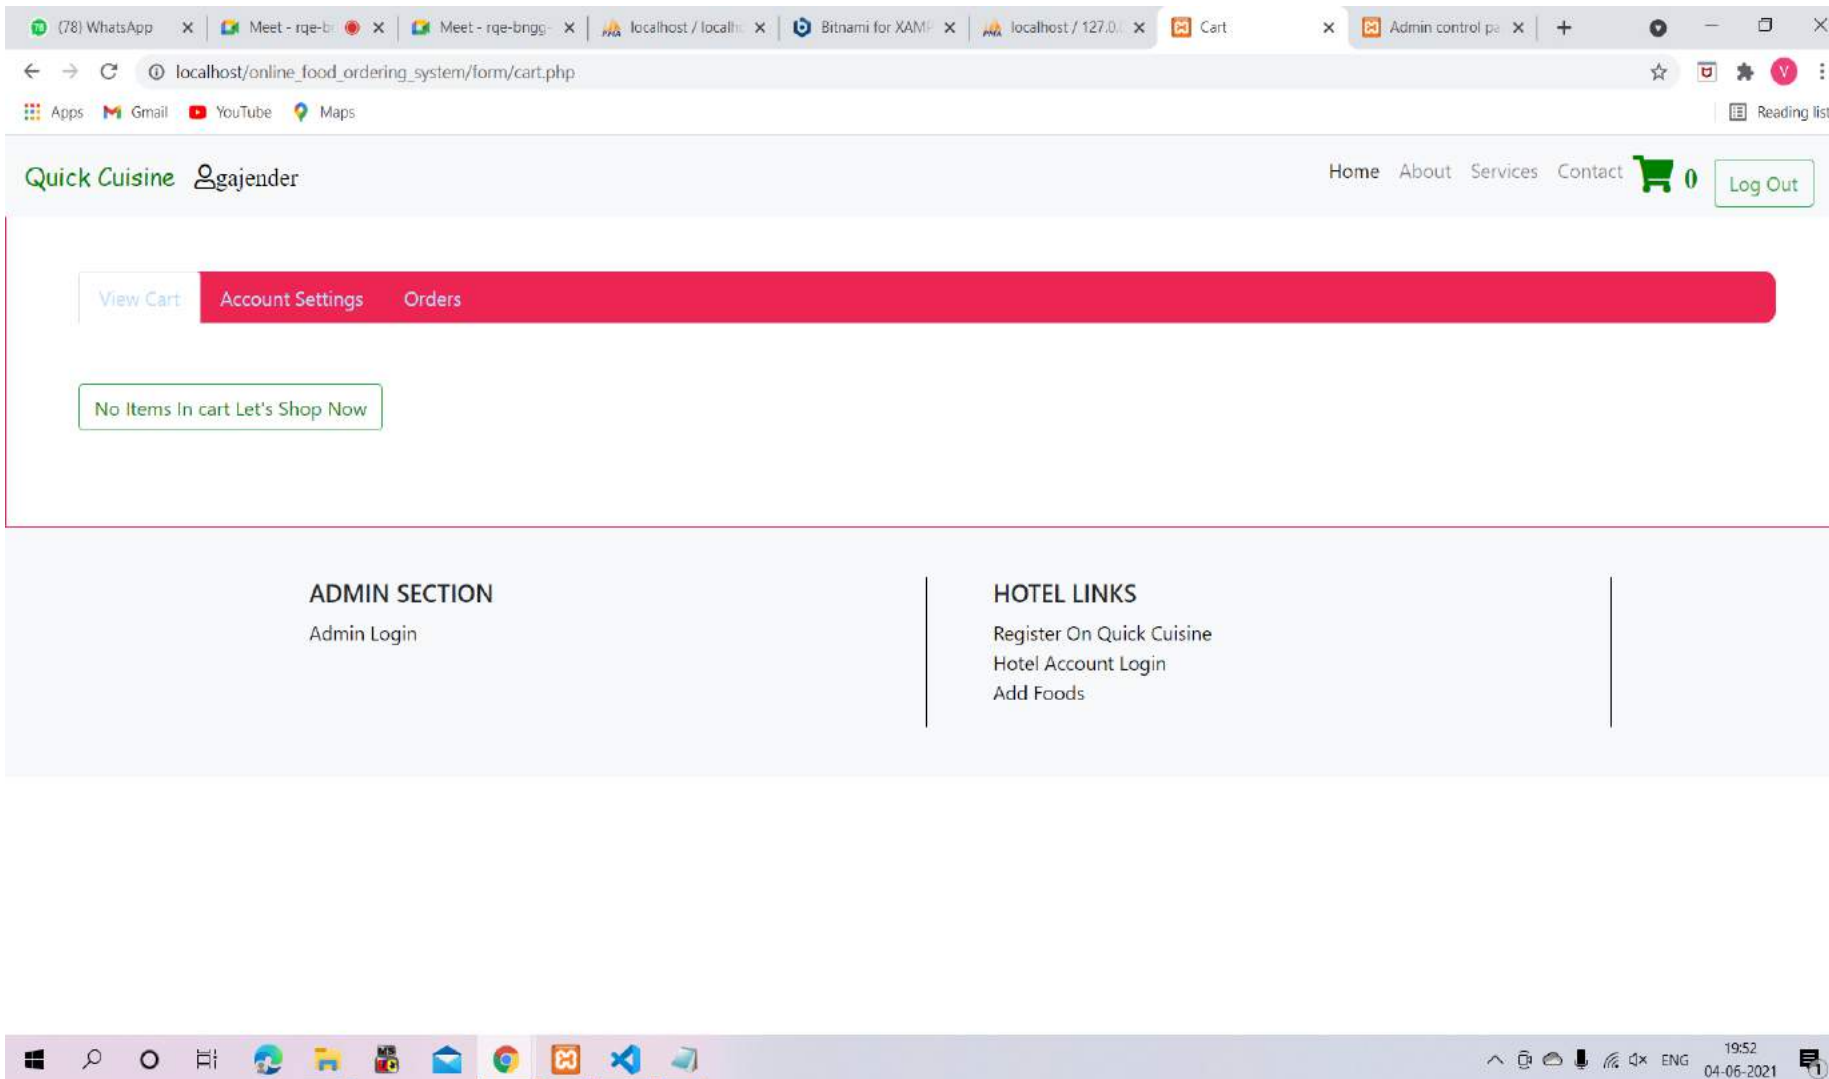 (78) WhatsApp
Meet - rqe-b
Meet - rqe-bngg-
localhost / localh
Bitnami for XAM
localhost / 127.0.
Cart
Admin control pa
localhost/online_food_ordering_system/form/cart.php
V
Apps Gmail YouTube Maps
Reading list
Quick Cuisine gajender
Home About Services Contact 0 Log Out
View Cart Account Settings Orders
No Items In cart Let's Shop Now
ADMIN SECTION
Admin Login
HOTEL LINKS
Register On Quick Cuisine
Hotel Account Login
Add Foods
ENG
19:52
04-06-2021
1